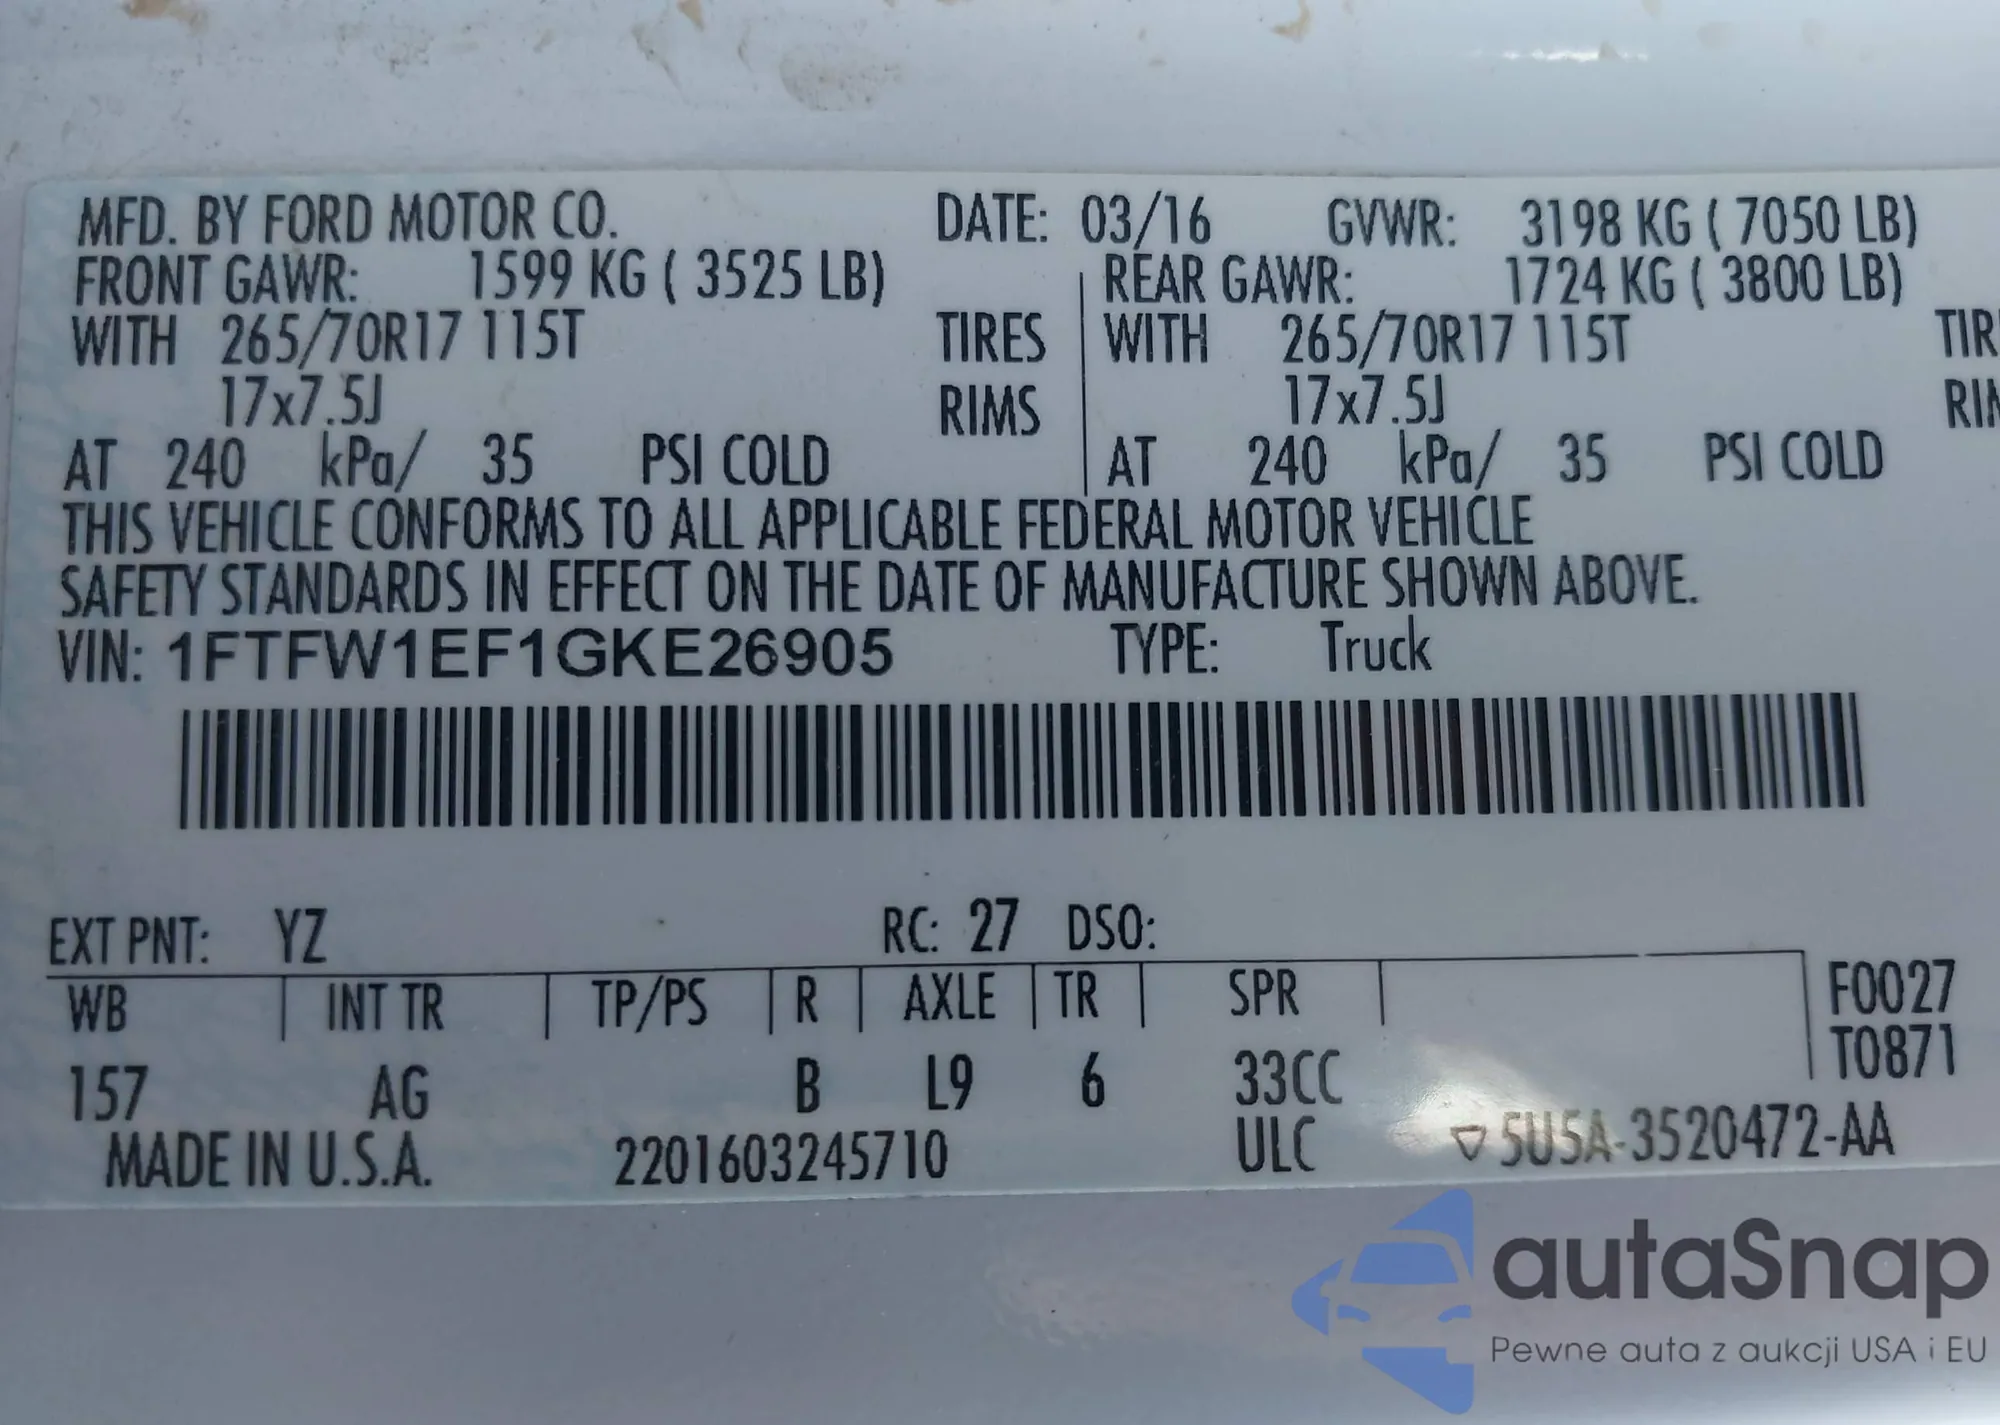 MFD. BY FORD MOTOR CO. DATE: 03/16 GVWR: 3198 KG ( 7050 LB)
FRONT GAWR: 1599 KG ( 3525 LB) REAR GAWR: 1724 KG ( 3800 LB)
WITH 265/70R17 115T TIRES WITH 265/70R17 115T TIR
17x7.5J RIMS 17x7.5J RIM
AT 240 kPa/ 35 PSI COLD AT 240 kPa/ 35 PSI COLD
THIS VEHICLE CONFORMS TO ALL APPLICABLE FEDERAL MOTOR VEHICLE
SAFETY STANDARDS IN EFFECT ON THE DATE OF MANUFACTURE SHOWN ABOVE.
VIN: 1FTFW1EF1GKE26905 TYPE: Truck
EXT PNT: YZ RC: 27 DSO:
WB INT TR TP/PS R AXLE TR SPR F0027
T0871
157 AG B L9 6 33CC
MADE IN U.S.A. 2201603245710 ULC ▽5U5A-3520472-AA
autaSnap
Pewne auta z aukcji USA i EU